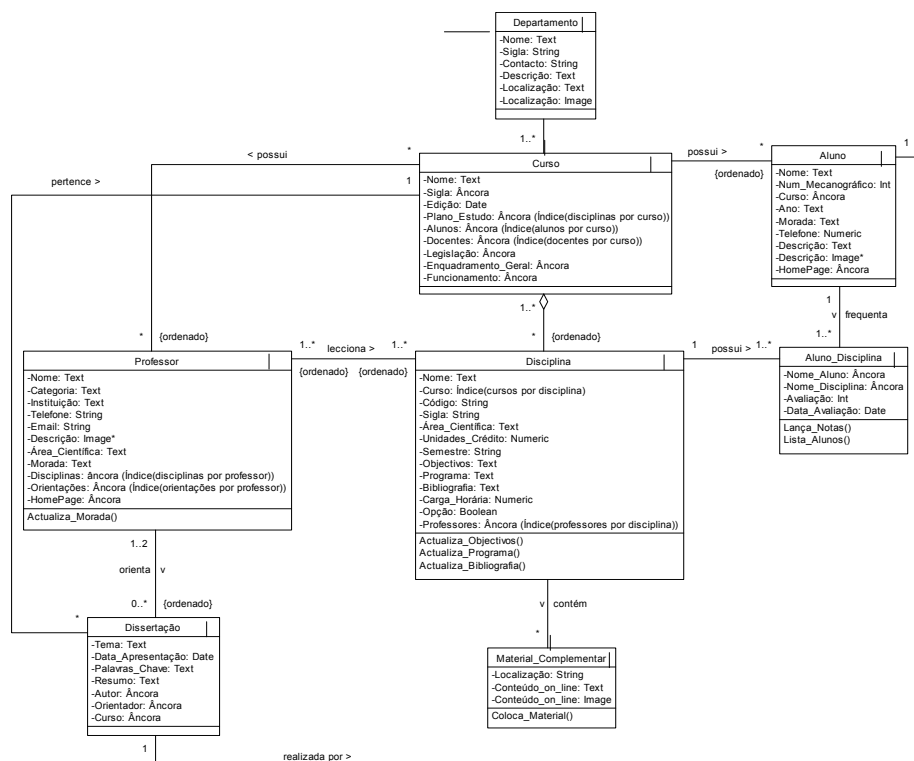 Departamento
-Nome: Text
-Sigla: String
-Contacto: String
-Descrição: Text
-Localização: Text
-Localização: Image
1..*
< possui
*
possui >
*
{ordenado}
1
pertence >
1
Curso
-Nome: Text
-Sigla: Âncora
-Edição: Date
-Plano_Estudo: Âncora (Índice(disciplinas por curso))
-Alunos: Âncora (Índice(alunos por curso))
-Docentes: Âncora (Índice(docentes por curso))
-Legislação: Âncora
-Enquadramento_Geral: Âncora
-Funcionamento: Âncora
Aluno
-Nome: Text
-Num_Mecanográfico: Int
-Curso: Âncora
-Ano: Text
-Morada: Text
-Telefone: Numeric
-Descrição: Text
-Descrição: Image*
-HomePage: Âncora
1..*
* {ordenado}
1
v frequenta
1..*
* {ordenado}
1..* lecciona > 1..*
{ordenado} {ordenado}
1 possui > 1..*
Professor
-Nome: Text
-Categoria: Text
-Instituição: Text
-Telefone: String
-Email: String
-Descrição: Image*
-Área_Científica: Text
-Morada: Text
-Disciplinas: âncora (Índice(disciplinas por professor))
-Orientações: Âncora (Índice(orientações por professor))
-HomePage: Âncora
Actualiza_Morada()
Disciplina
-Nome: Text
-Curso: Índice(cursos por disciplina)
-Código: String
-Sigla: String
-Área_Científica: Text
-Unidades_Crédito: Numeric
-Semestre: String
-Objectivos: Text
-Programa: Text
-Bibliografia: Text
-Carga_Horária: Numeric
-Opção: Boolean
-Professores: Âncora (Índice(professores por disciplina))
Actualiza_Objectivos()
Actualiza_Programa()
Actualiza_Bibliografia()
Aluno_Disciplina
-Nome_Aluno: Âncora
-Nome_Disciplina: Âncora
-Avaliação: Int
-Data_Avaliação: Date
Lança_Notas()
Lista_Alunos()
1..2
orienta v
0..* {ordenado}
*
v contém
*
Dissertação
-Tema: Text
-Data_Apresentação: Date
-Palavras_Chave: Text
-Resumo: Text
-Autor: Âncora
-Orientador: Âncora
-Curso: Âncora
Material_Complementar
-Localização: String
-Conteúdo_on_line: Text
-Conteúdo_on_line: Image
Coloca_Material()
1
realizada por >